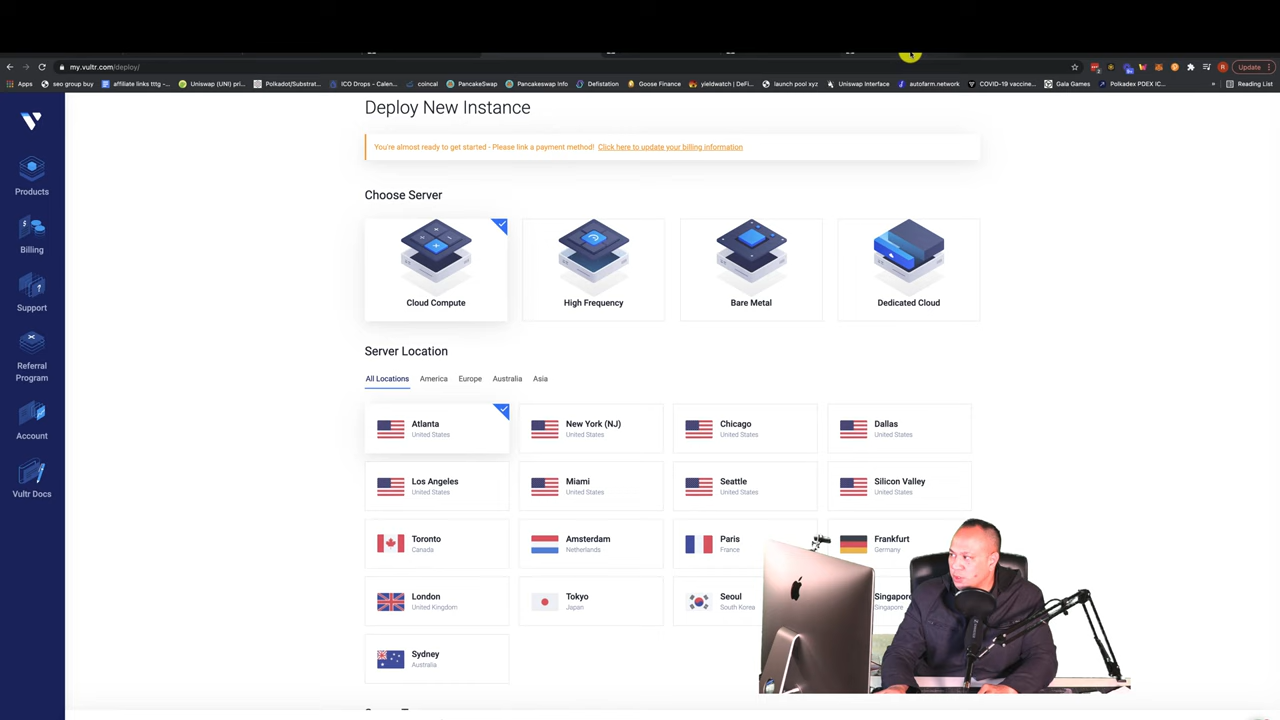 my.vultr.com/deploy/
Update
Apps
seo group buy
affiliate links tttg -...
Uniswap (UNI) pri...
Polkadot/Substrat...
ICO Drops - Calen...
coincal
PancakeSwap
Pancakeswap Info
Defistation
Goose Finance
yieldwatch | DeFi...
launch pool xyz
Uniswap Interface
autofarm.network
COVID-19 vaccine...
Gala Games
Polkadex PDEX IC...
»
Reading List
Deploy New Instance
You're almost ready to get started - Please link a payment method! Click here to update your billing information
Products
Billing
Support
Referral
Program
Account
Vultr Docs
Choose Server
Cloud Compute
High Frequency
Bare Metal
Dedicated Cloud
Server Location
All Locations America Europe Australia Asia
Atlanta
United States
New York (NJ)
United States
Chicago
United States
Dallas
United States
Los Angeles
United States
Miami
United States
Seattle
United States
Silicon Valley
United States
Toronto
Canada
Amsterdam
Netherlands
Paris
France
Frankfurt
Germany
London
United Kingdom
Tokyo
Japan
Seoul
South Korea
Singapore
Singapore
Sydney
Australia